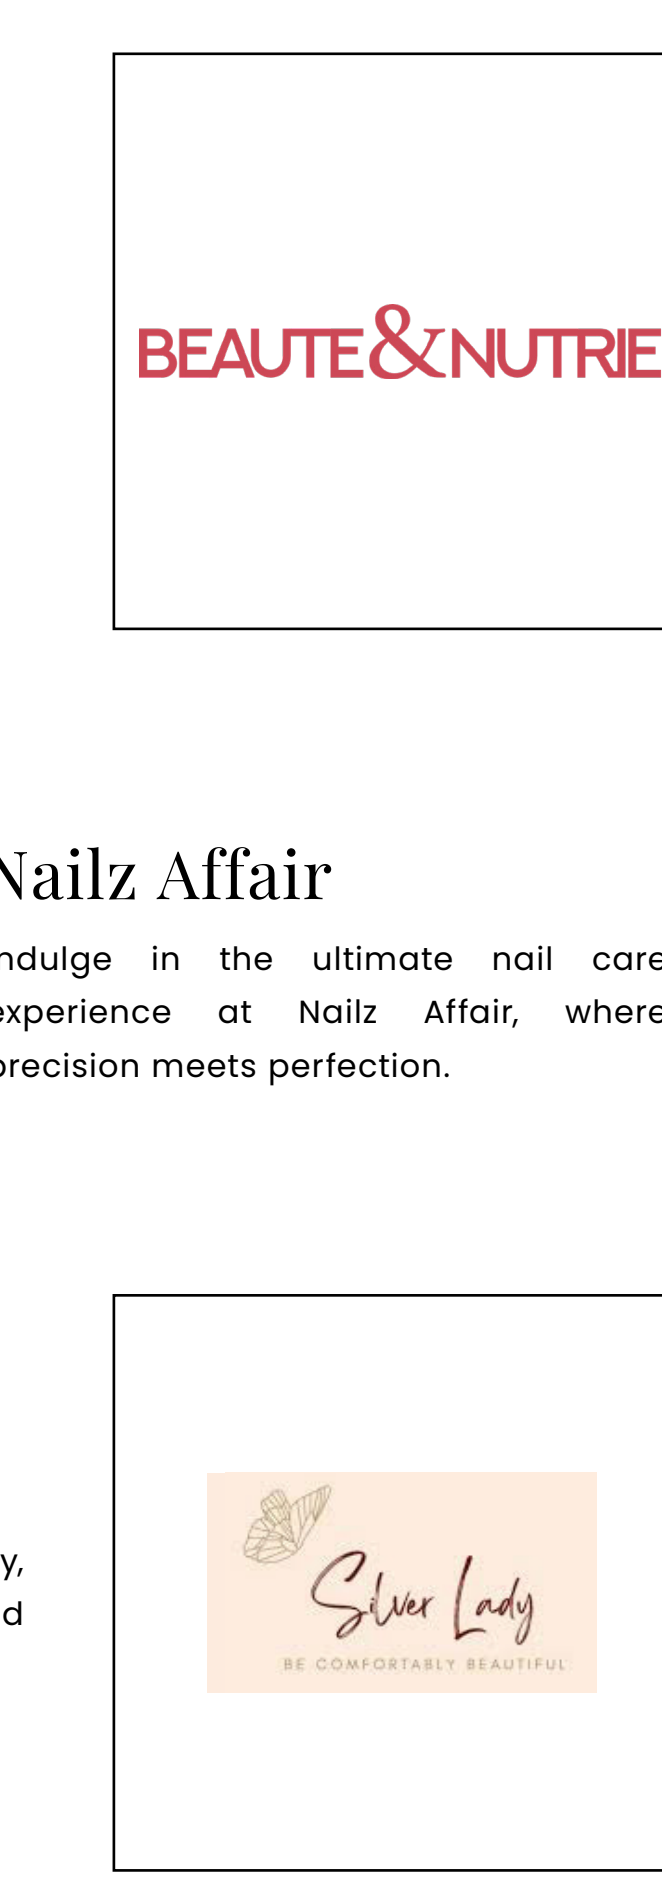 BEAUTE&NUTRIE
Nailz Affair
ndulge in the ultimate nail care
experience at Nailz Affair, where
precision meets perfection.
y,
d
Silver Lady
BE COMFORTABLY BEAUTIFUL